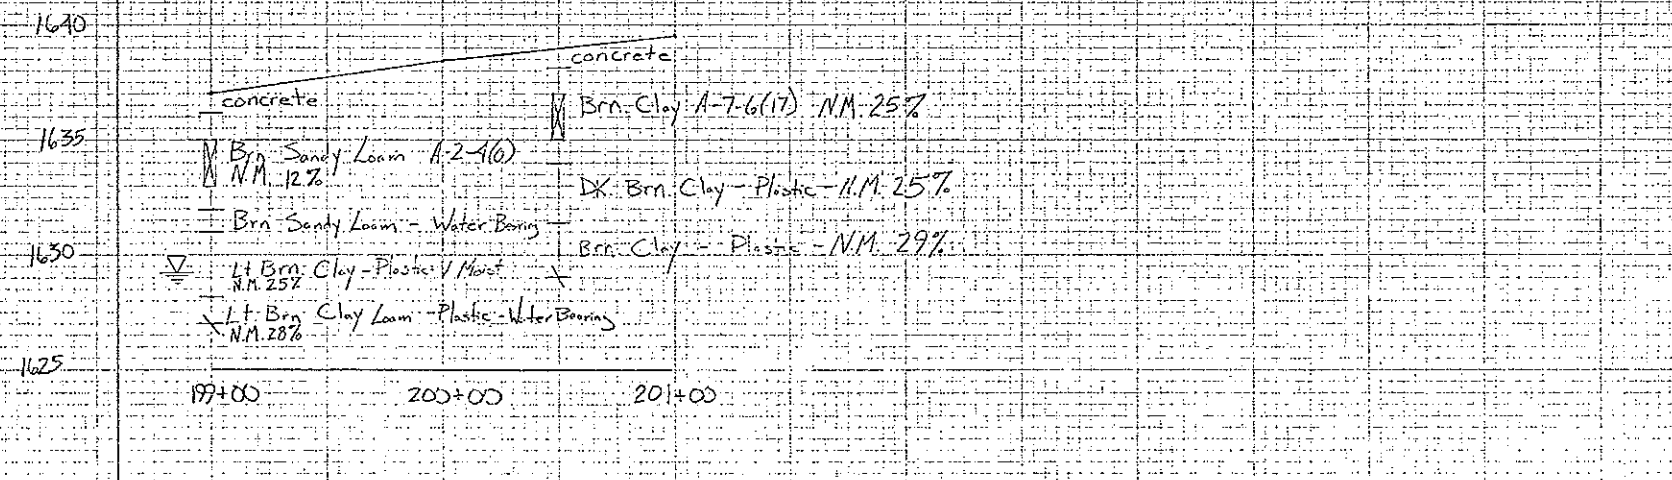 1640
concrete
concrete
Brn. Clay A-7-6(17) N.M. 25%
1635
Brn Sandy Loam A-2-4(0)
N.M. 12%
DK. Brn. Clay - Plastic - N.M. 25%
Brn Sandy Loam - Water Bearing
Brn. Clay - Plastic - N.M. 29%
1630
Lt. Brn. Clay - Plastic V Moist
N.M. 25%
Lt. Brn Clay Loam - Plastic - Water Bearing
N.M. 28%
1625
199+00 200+00 201+00